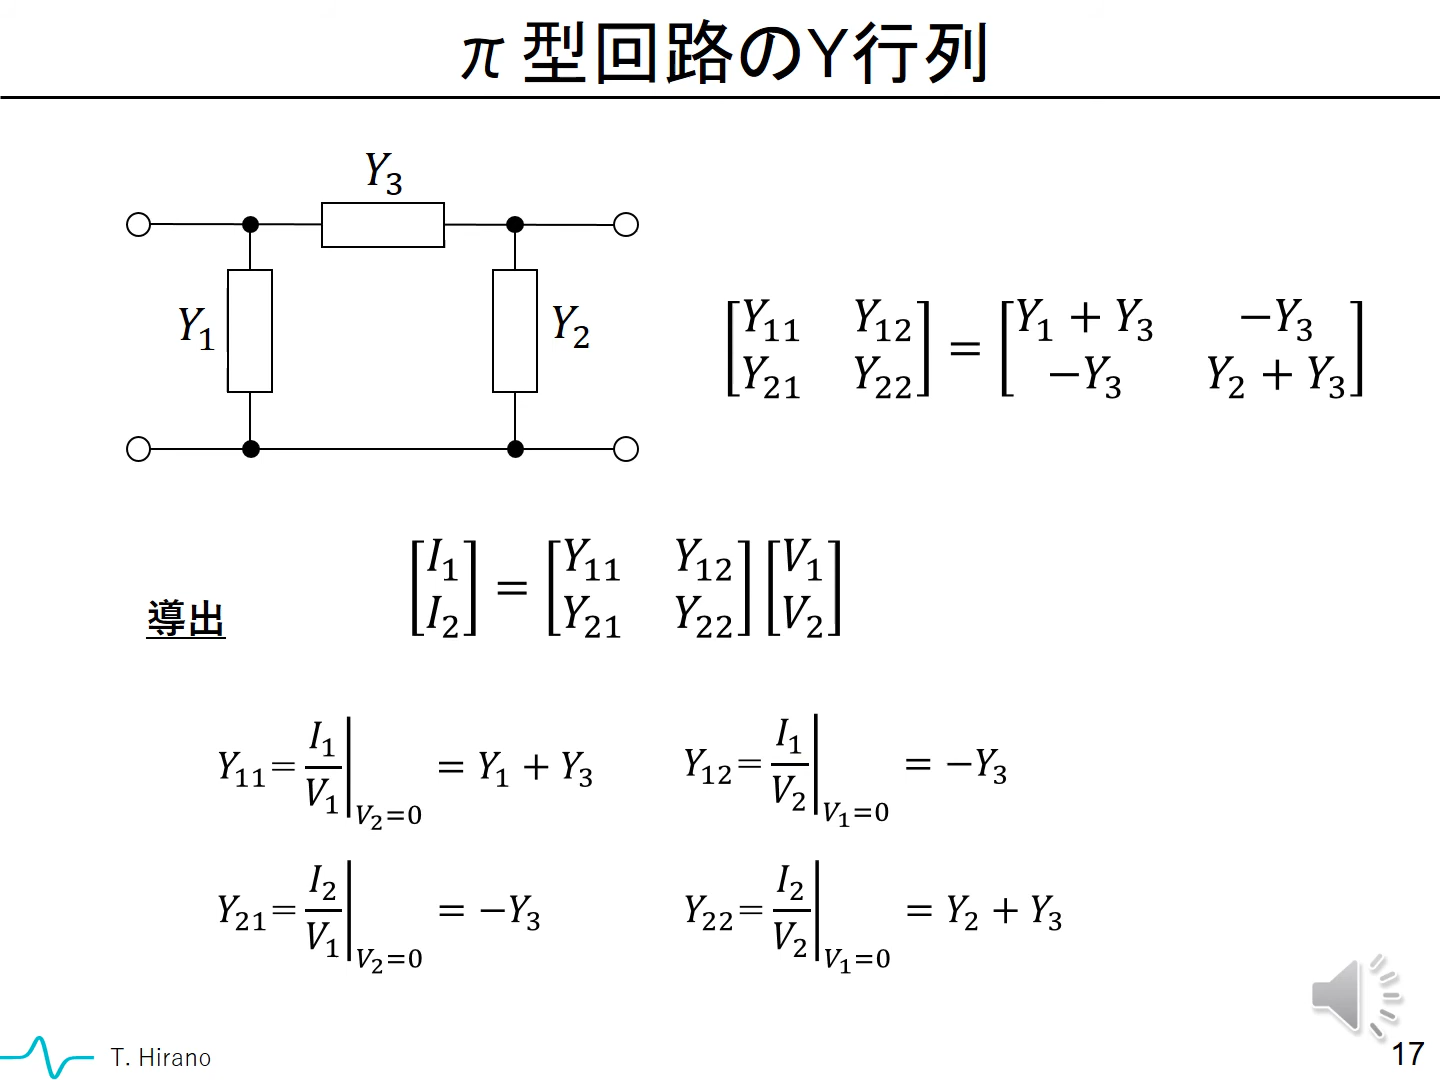 π型回路のY行列
Y₃
Y₁
Y₂
[Y₁₁ Y₁₂; Y₂₁ Y₂₂] = [Y₁ + Y₃ −Y₃; −Y₃ Y₂ + Y₃]
[I₁; I₂] = [Y₁₁ Y₁₂; Y₂₁ Y₂₂] [V₁; V₂]
導出
Y₁₁= I₁/V₁|V₂=0 = Y₁ + Y₃
Y₁₂= I₁/V₂|V₁=0 = −Y₃
Y₂₁= I₂/V₁|V₂=0 = −Y₃
Y₂₂= I₂/V₂|V₁=0 = Y₂ + Y₃
T. Hirano
17